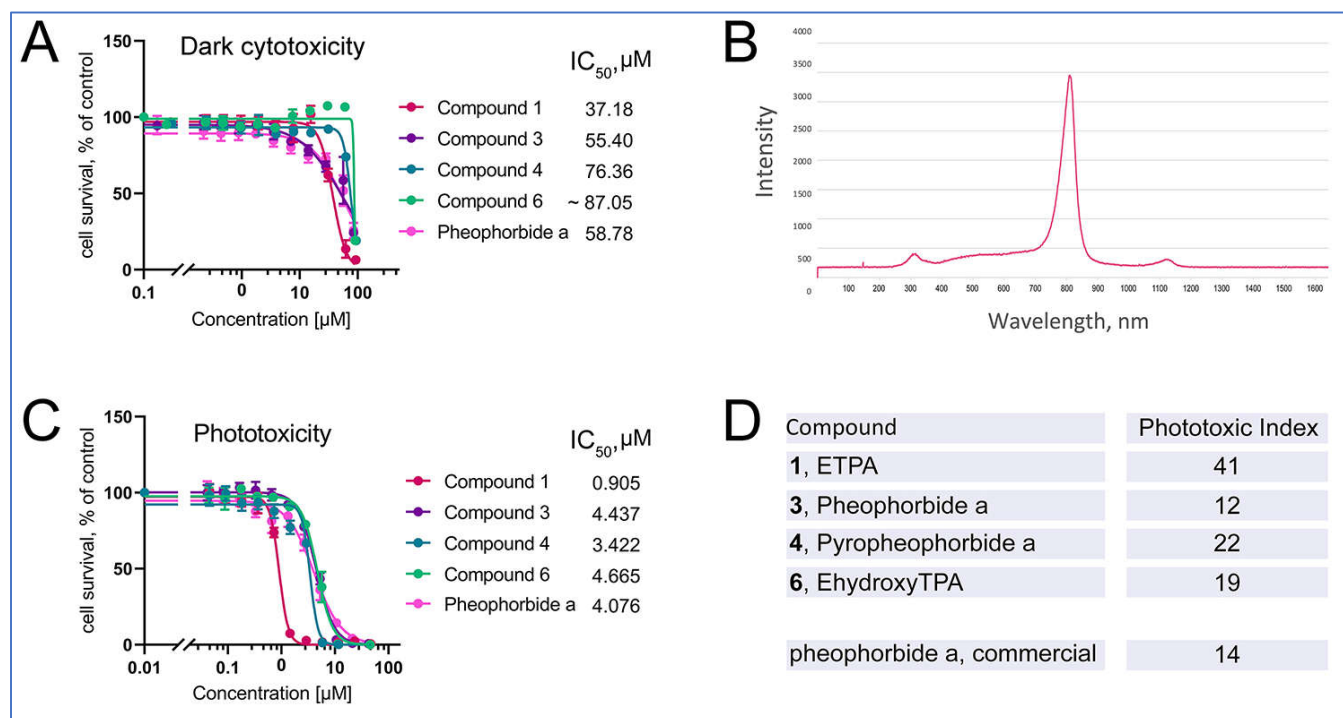 A
Dark cytotoxicity
IC50, µM
Compound 1 37.18
Compound 3 55.40
Compound 4 76.36
Compound 6 ~ 87.05
Pheophorbide a 58.78
cell survival, % of control
150
100
50
0
0.1 0 10 100
Concentration [µM]
B
Intensity
4000
3500
3000
2500
2000
1500
1000
500
0
100 200 300 400 500 600 700 800 900 1000 1100 1200 1300 1400 1500 1600
Wavelength, nm
C
Phototoxicity
IC50, µM
Compound 1 0.905
Compound 3 4.437
Compound 4 3.422
Compound 6 4.665
Pheophorbide a 4.076
cell survival, % of control
150
100
50
0
0.01 0.1 0 10 100
Concentration [µM]
D
Compound Phototoxic Index
1, ETPA 41
3, Pheophorbide a 12
4, Pyropheophorbide a 22
6, EhydroxyTPA 19
pheophorbide a, commercial 14